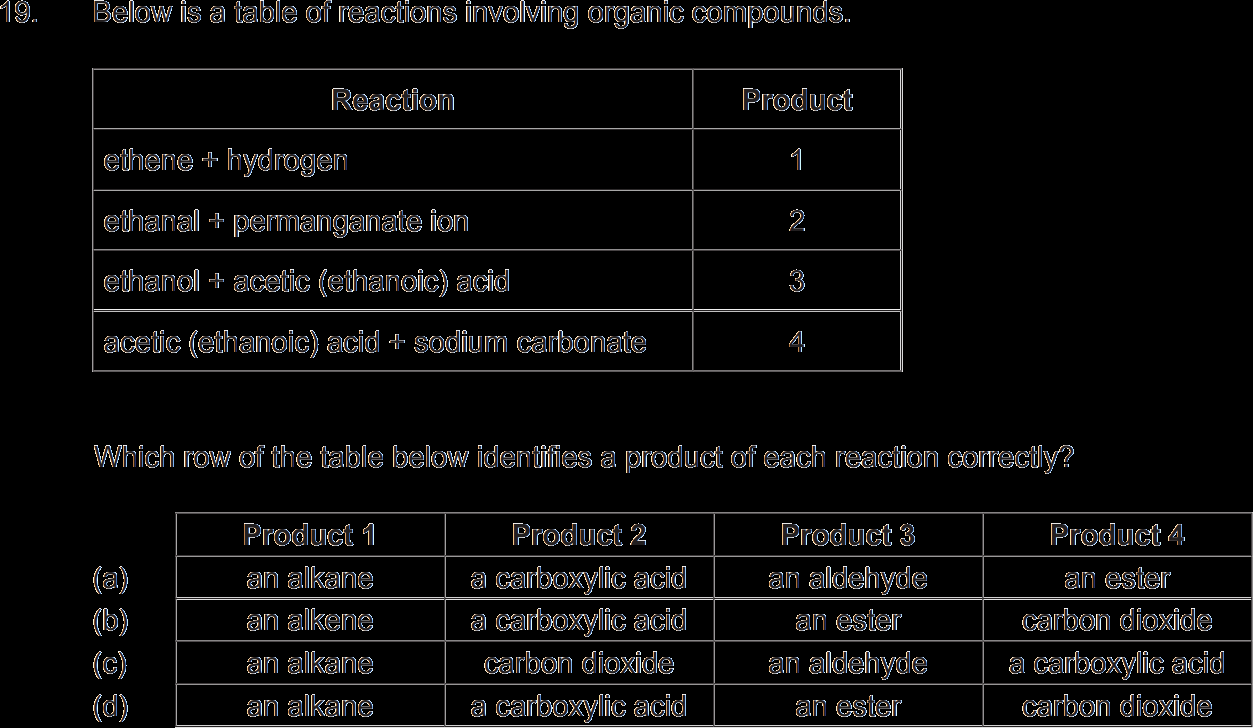 19. Below is a table of reactions involving organic compounds.
Reaction Product
ethene + hydrogen 1
ethanal + permanganate ion 2
ethanol + acetic (ethanoic) acid 3
acetic (ethanoic) acid + sodium carbonate 4
Which row of the table below identifies a product of each reaction correctly?
Product 1 Product 2 Product 3 Product 4
(a) an alkane a carboxylic acid an aldehyde an ester
(b) an alkene a carboxylic acid an ester carbon dioxide
(c) an alkane carbon dioxide an aldehyde a carboxylic acid
(d) an alkane a carboxylic acid an ester carbon dioxide